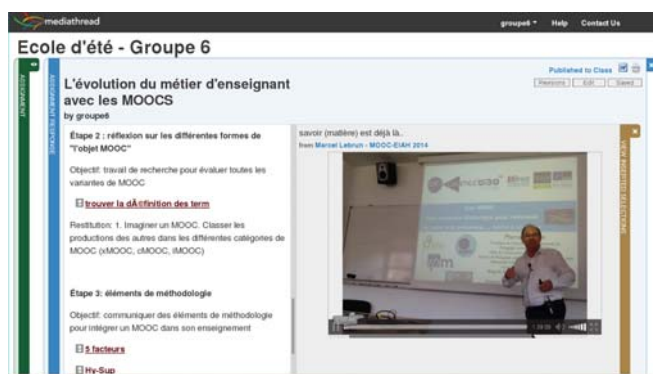 mediathread
groupe6 Help Contact Us
Ecole d'été - Groupe 6
ASSIGNMENT
ASSIGNMENT RESPONSE
Published to Class
Revisions Edit Saved
L'évolution du métier d'enseignant
avec les MOOCS
by groupe6
Étape 2 : réflexion sur les différentes formes de
"l'objet MOOC"
Objectif: travail de recherche pour évaluer toutes les
variantes de MOOC
trouver la dÃ©finition des term
Restitution: 1. Imaginer un MOOC. Classer les
productions des autres dans les différentes catégories de
MOOC (xMOOC, cMOOC, iMOOC)
Étape 3: éléments de méthodologie
Objectif: communiquer des éléments de méthodologie
pour intégrer un MOOC dans son enseignement
5 facteurs
Hy-Sup
savoir (matière) est déjà là..
from Marcel Lebrun - MOOC-EIAH 2014
VIEW INSERTED SELECTIONS